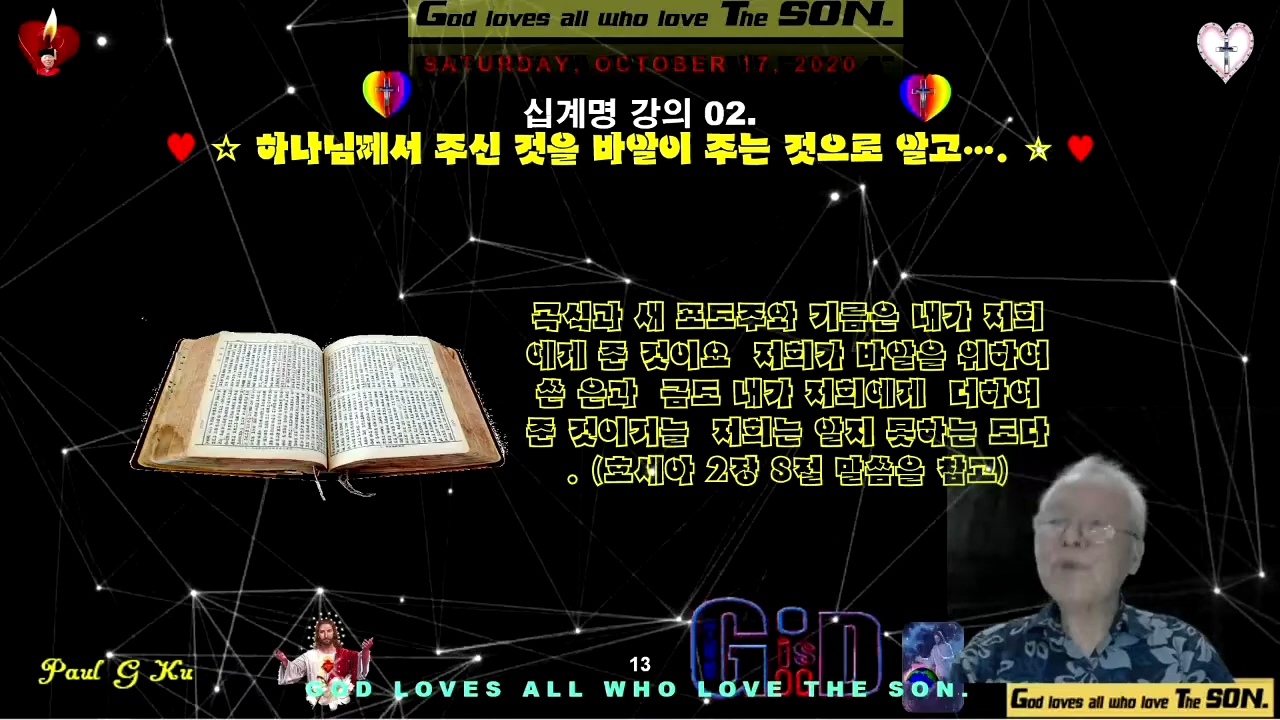 God loves all who love The SON.
SATURDAY, OCTOBER 17, 2020
십계명 강의 02.
☆ 하나님께서 주신 것을 바알이 주는 것으로 알고…. ☆
곡식과 새 포도주와 기름은 내가 저희
에게 준 것이요 저희가 바알을 위하여
쓴 은과 금도 내가 저희에게 더하여
준 것이거늘 저희는 알지 못하는 도다
. (호세아 2장 8절 말씀을 참고)
GOD
is
Paul G Ku
13
GOD LOVES ALL WHO LOVE THE SON.
God loves all who love The SON.